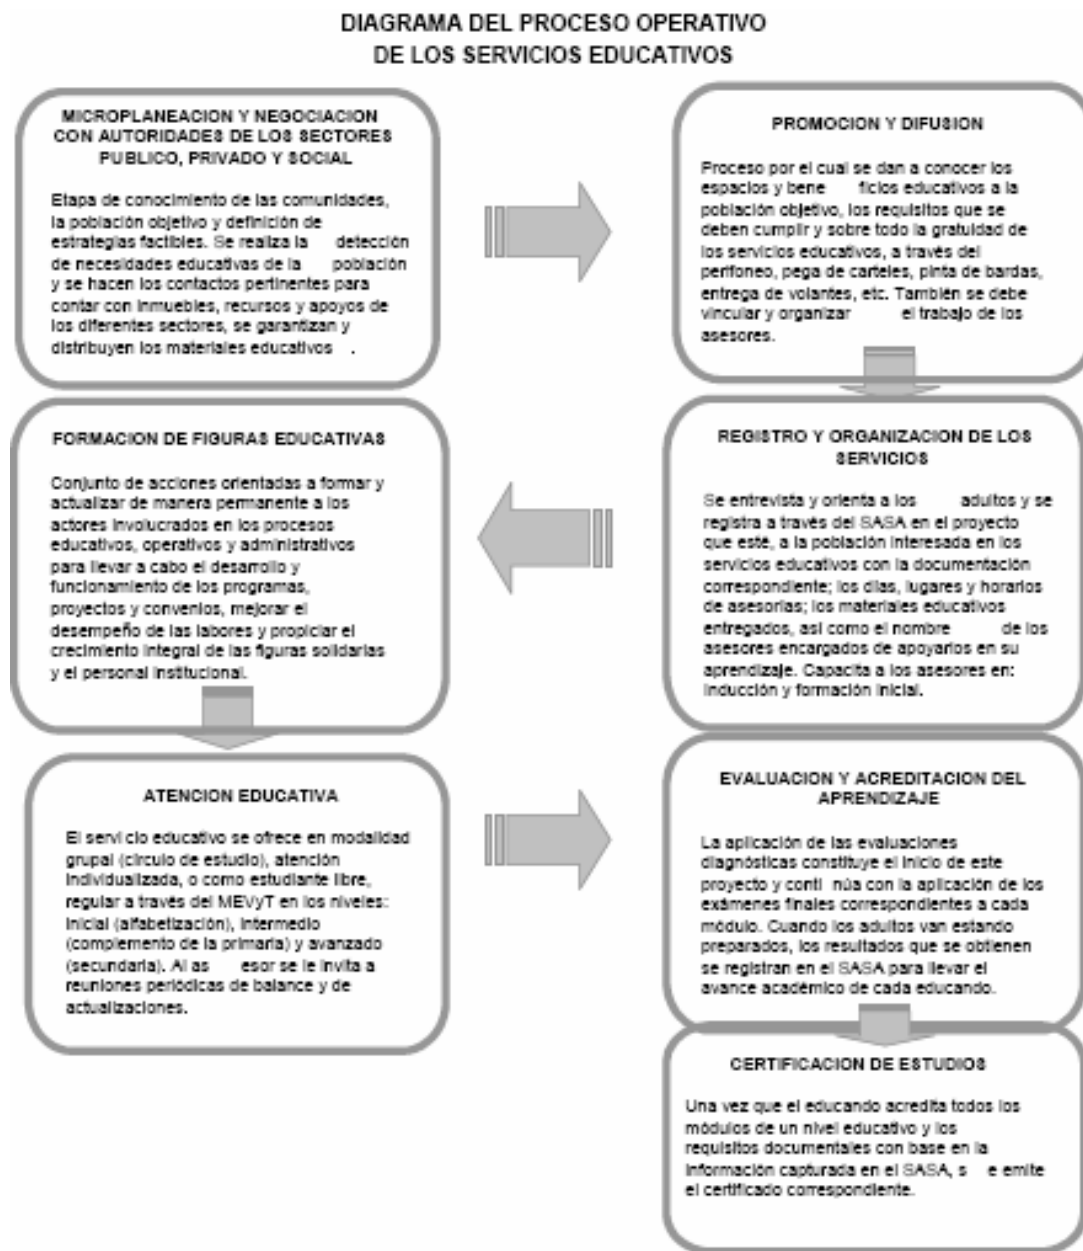 DIAGRAMA DEL PROCESO OPERATIVO
DE LOS SERVICIOS EDUCATIVOS
MICROPLANEACION Y NEGOCIACION
CON AUTORIDADES DE LOS SECTORES
PUBLICO, PRIVADO Y SOCIAL
Etapa de conocimiento de las comunidades,
la población objetivo y definición de
estrategias factibles. Se realiza la detección
de necesidades educativas de la población
y se hacen los contactos pertinentes para
contar con inmuebles, recursos y apoyos de
los diferentes sectores, se garantizan y
distribuyen los materiales educativos .
PROMOCION Y DIFUSION
Proceso por el cual se dan a conocer los
espacios y bene ficios educativos a la
población objetivo, los requisitos que se
deben cumplir y sobre todo la gratuidad de
los servicios educativos, a través del
perifoneo, pega de carteles, pinta de bardas,
entrega de volantes, etc. También se debe
vincular y organizar el trabajo de los
asesores.
REGISTRO Y ORGANIZACION DE LOS
SERVICIOS
Se entrevista y orienta a los adultos y se
registra a través del SASA en el proyecto
que esté, a la población interesada en los
servicios educativos con la documentación
correspondiente; los días, lugares y horarios
de asesorías; los materiales educativos
entregados, así como el nombre de los
asesores encargados de apoyarlos en su
aprendizaje. Capacita a los asesores en:
inducción y formación inicial.
FORMACION DE FIGURAS EDUCATIVAS
Conjunto de acciones orientadas a formar y
actualizar de manera permanente a los
actores involucrados en los procesos
educativos, operativos y administrativos
para llevar a cabo el desarrollo y
funcionamiento de los programas,
proyectos y convenios, mejorar el
desempeño de las labores y propiciar el
crecimiento integral de las figuras solidarias
y el personal institucional.
ATENCION EDUCATIVA
El servi cio educativo se ofrece en modalidad
grupal (círculo de estudio), atención
individualizada, o como estudiante libre,
regular a través del MEVyT en los niveles:
inicial (alfabetización), intermedio
(complemento de la primaria) y avanzado
(secundaria). Al as esor se le invita a
reuniones periódicas de balance y de
actualizaciones.
EVALUACION Y ACREDITACION DEL
APRENDIZAJE
La aplicación de las evaluaciones
diagnósticas constituye el inicio de este
proyecto y conti núa con la aplicación de los
exámenes finales correspondientes a cada
módulo. Cuando los adultos van estando
preparados, los resultados que se obtienen
se registran en el SASA para llevar el
avance académico de cada educando.
CERTIFICACION DE ESTUDIOS
Una vez que el educando acredita todos los
módulos de un nivel educativo y los
requisitos documentales con base en la
información capturada en el SASA, s e emite
el certificado correspondiente.